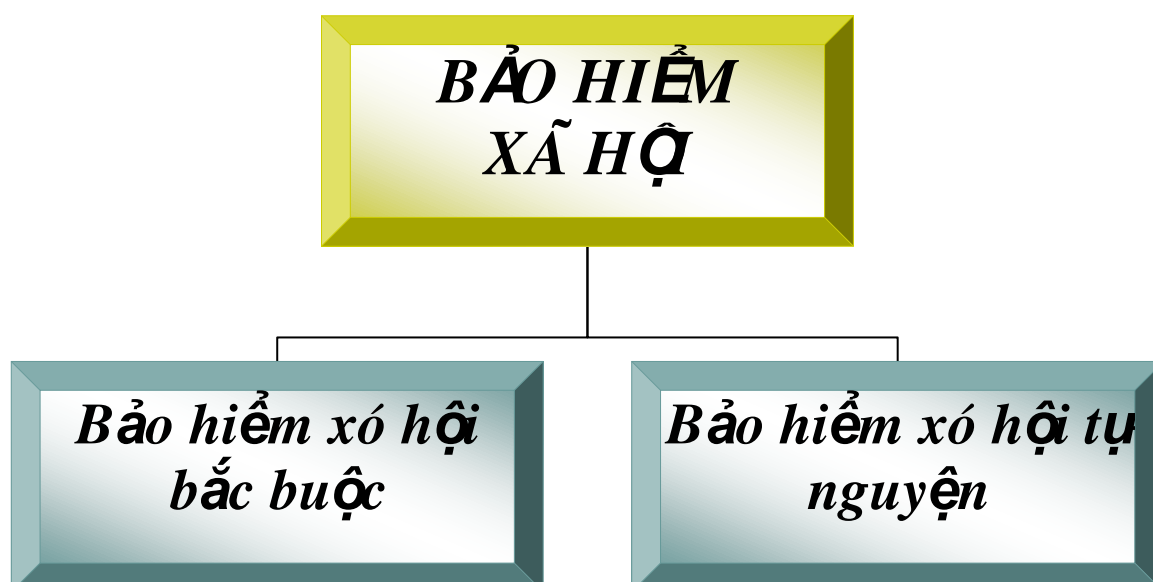 BẢO HIỂM
XÃ HỘI
Bảo hiểm xó hội
bắc buộc
Bảo hiểm xó hội tự
nguyện